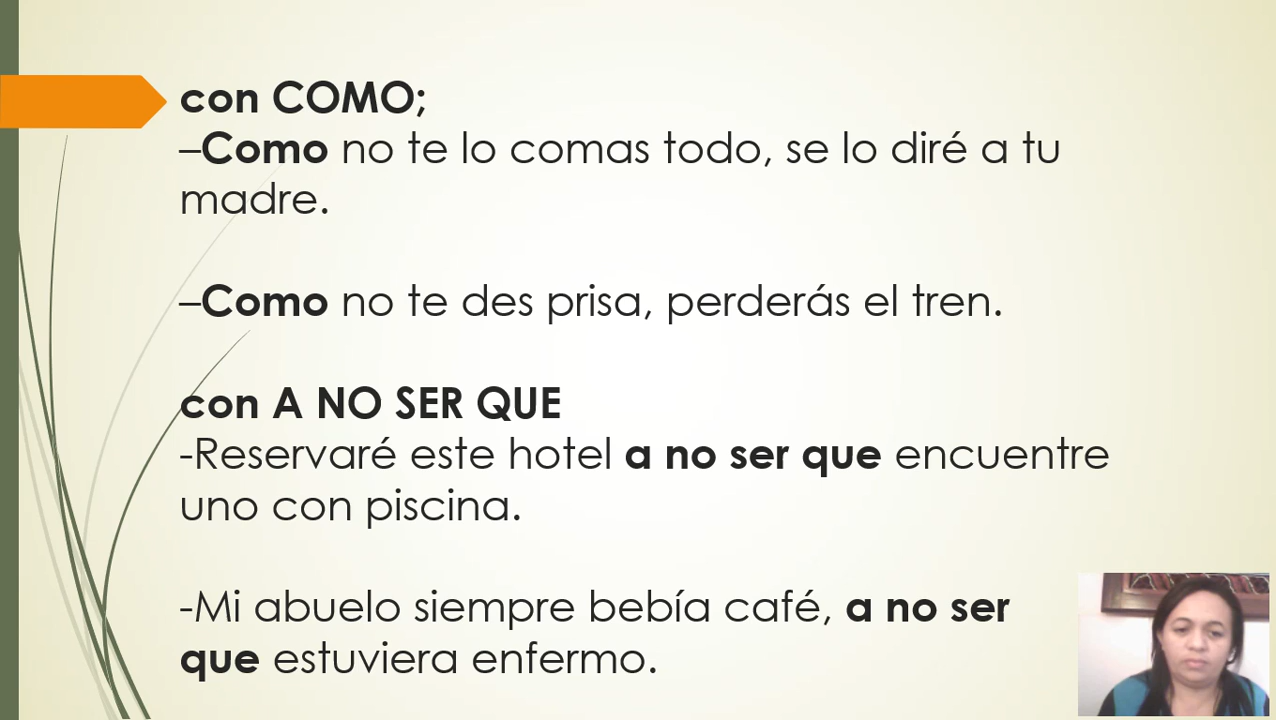 con COMO;
–Como no te lo comas todo, se lo diré a tu
madre.
–Como no te des prisa, perderás el tren.
con A NO SER QUE
-Reservaré este hotel a no ser que encuentre
uno con piscina.
-Mi abuelo siempre bebía café, a no ser
que estuviera enfermo.